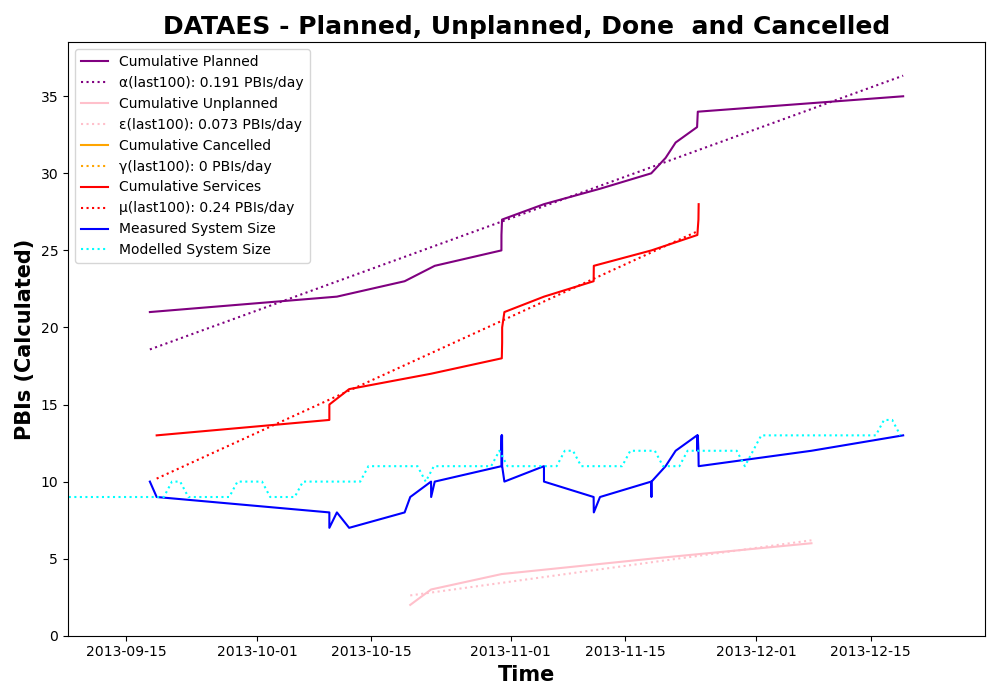 DATAES - Planned, Unplanned, Done  and Cancelled
Cumulative Planned
α(last100): 0.191 PBIs/day
Cumulative Unplanned
ε(last100): 0.073 PBIs/day
Cumulative Cancelled
γ(last100): 0 PBIs/day
Cumulative Services
μ(last100): 0.24 PBIs/day
Measured System Size
Modelled System Size
PBIs (Calculated)
35
30
25
20
15
10
5
0
2013-09-15 2013-10-01 2013-10-15 2013-11-01 2013-11-15 2013-12-01 2013-12-15
Time